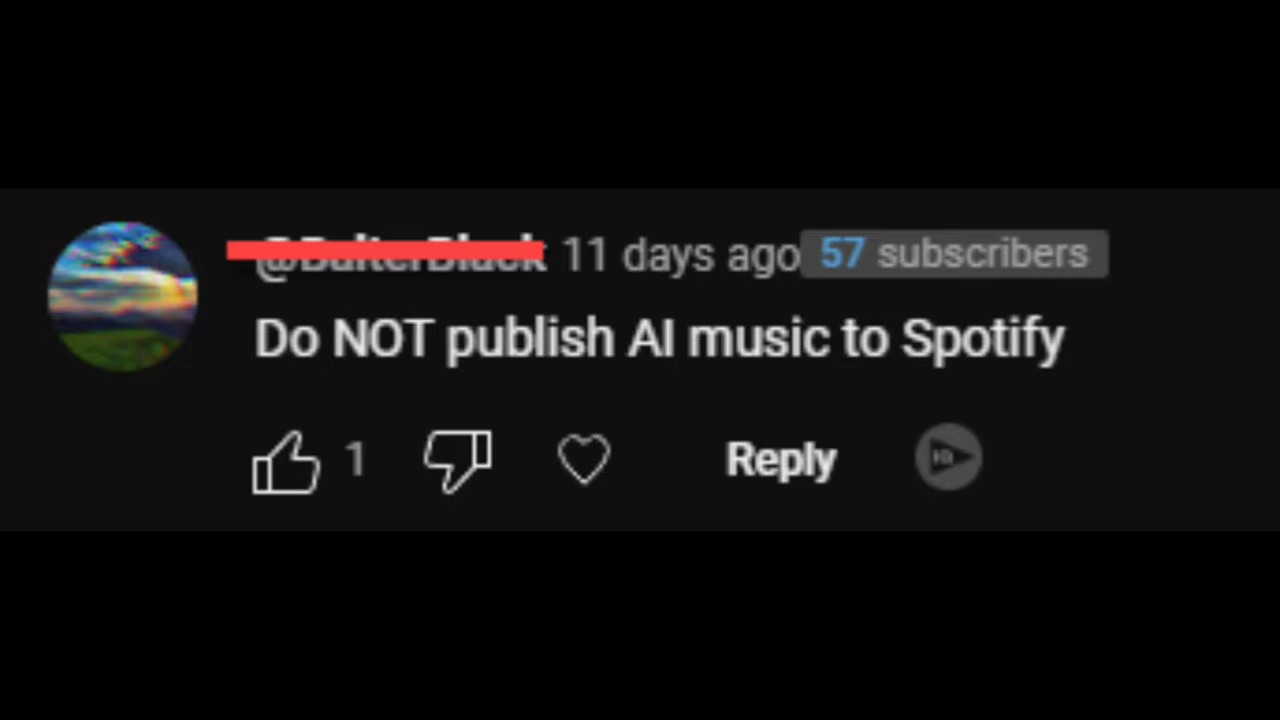 11 days ago 57 subscribers
Do NOT publish AI music to Spotify
1 Reply